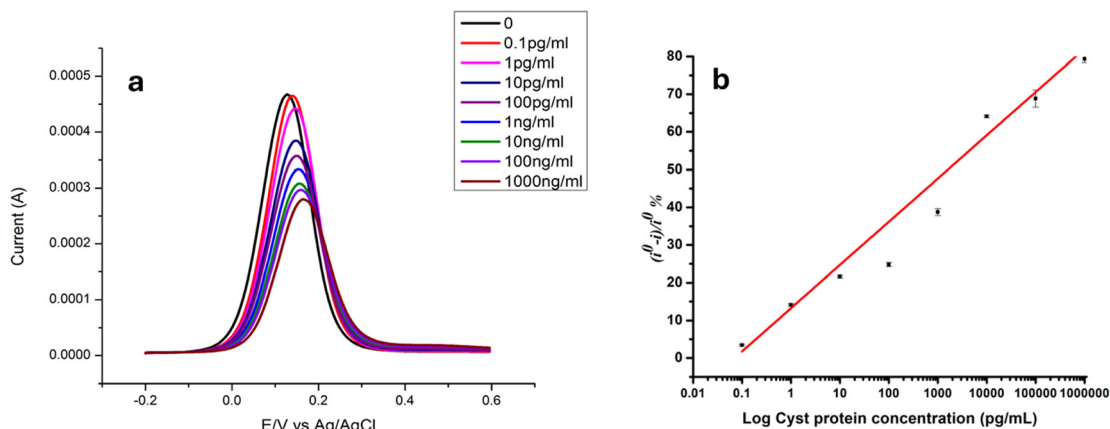 a
0
0.1pg/ml
1pg/ml
10pg/ml
100pg/ml
1ng/ml
10ng/ml
100ng/ml
1000ng/ml
0.0005
0.0004
0.0003
0.0002
0.0001
0.0000
Current (A)
-0.2 0.0 0.2 0.4 0.6
E/V vs Ag/AgCl
b
80
70
60
50
40
30
20
10
0
(i⁰-i)/i⁰ %
0.01 0.1 1 10 100 1000 10000 100000 1000000
Log Cyst protein concentration (pg/mL)